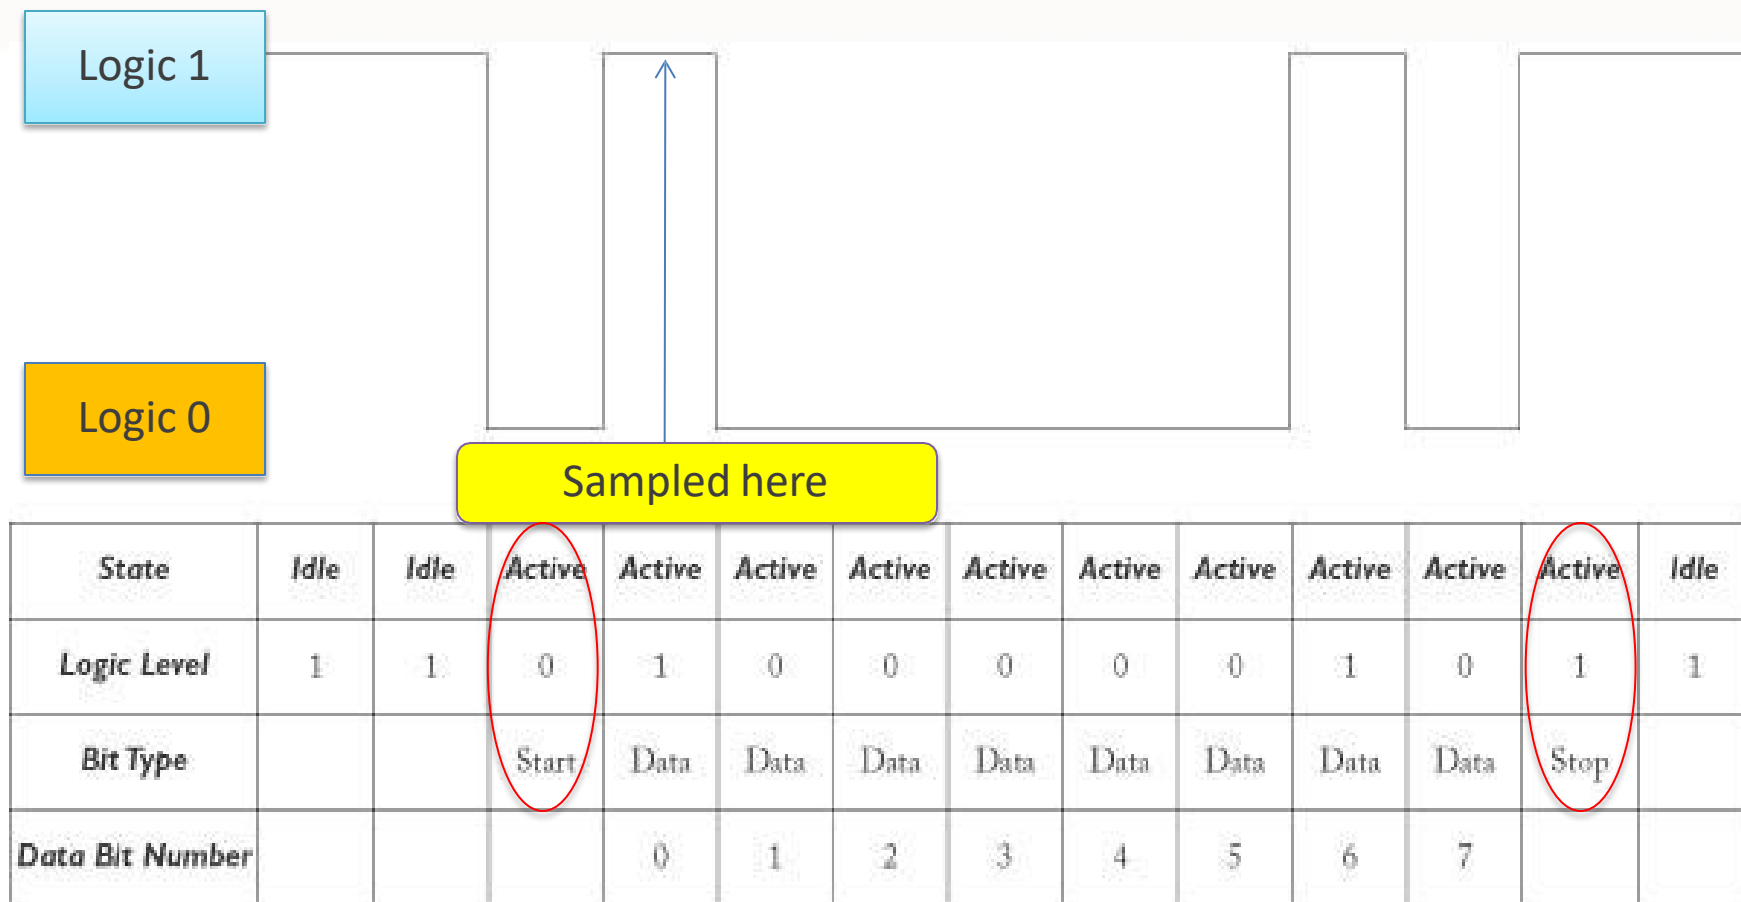 Logic 1
Logic 0
Sampled here
State Idle Idle Active Active Active Active Active Active Active Active Active Active Idle
Logic Level 1 1 0 1 0 0 0 0 0 1 0 1 1
Bit Type Start Data Data Data Data Data Data Data Data Stop
Data Bit Number 0 1 2 3 4 5 6 7